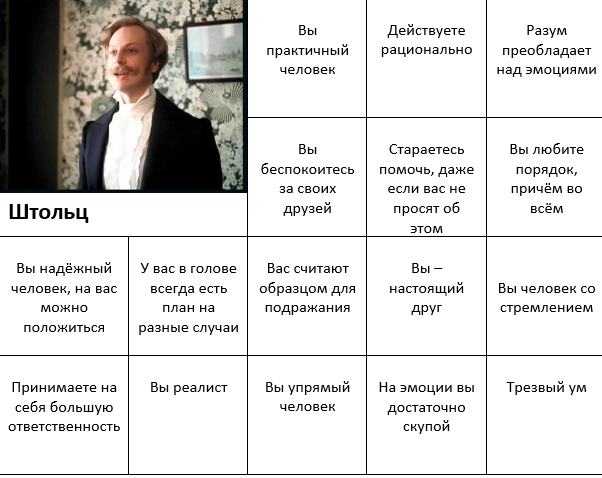 Вы
практичный
человек
Действуете
рационально
Разум
преобладает
над эмоциями
Вы
беспокоитесь
за своих
друзей
Стараетесь
помочь, даже
если вас не
просят об
этом
Вы любите
порядок,
причём во
всём
Штольц
Вы надёжный
человек, на вас
можно
положиться
У вас в голове
всегда есть
план на
разные случаи
Вас считают
образцом для
подражания
Вы –
настоящий
друг
Вы человек со
стремлением
Принимаете на
себя большую
ответственность
Вы реалист
Вы упрямый
человек
На эмоции вы
достаточно
скупой
Трезвый ум